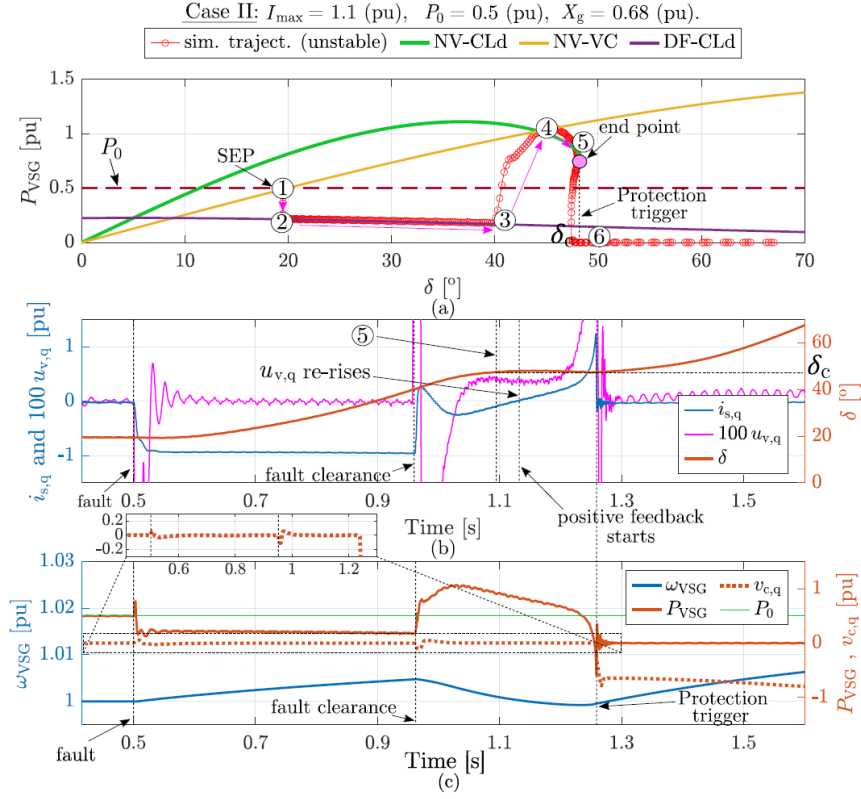 Case II: I_max = 1.1 (pu), P_0 = 0.5 (pu), X_g = 0.68 (pu).
sim. traject. (unstable) NV-CLd NV-VC DF-CLd
1.5
1
0.5
0
P_VSG [pu]
P_0
SEP
1
2
3
4
5
end point
Protection
trigger
δ_c
6
0 10 20 30 40 50 60 70
δ [°]
(a)
i_s,q and 100 u_v,q [pu]
1
0
-1
5
u_v,q re-rises
δ_c
60
40
20
0
δ [°]
i_s,q
100 u_v,q
δ
fault clearance
fault
0.5 0.7 0.9 1.1 1.3 1.5
Time [s]
(b)
positive feedback
starts
0.2
0
-0.2
0.6 0.8 1 1.2
1.03
1.02
1.01
1
ω_VSG [pu]
ω_VSG v_c,q
P_VSG P_0
1
0
-1
P_VSG , v_c,q [pu]
fault clearance
Protection
trigger
fault
0.5 0.7 0.9 1.1 1.3 1.5
Time [s]
(c)